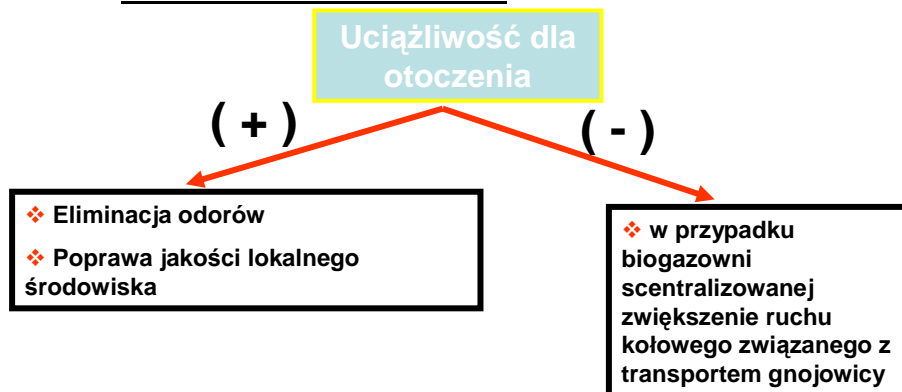 Uciążliwość dla
otoczenia
( + )
( - )
❖ Eliminacja odorów
❖ Poprawa jakości lokalnego
środowiska
❖ w przypadku
biogazowni
scentralizowanej
zwiększenie ruchu
kołowego związanego z
transportem gnojowicy